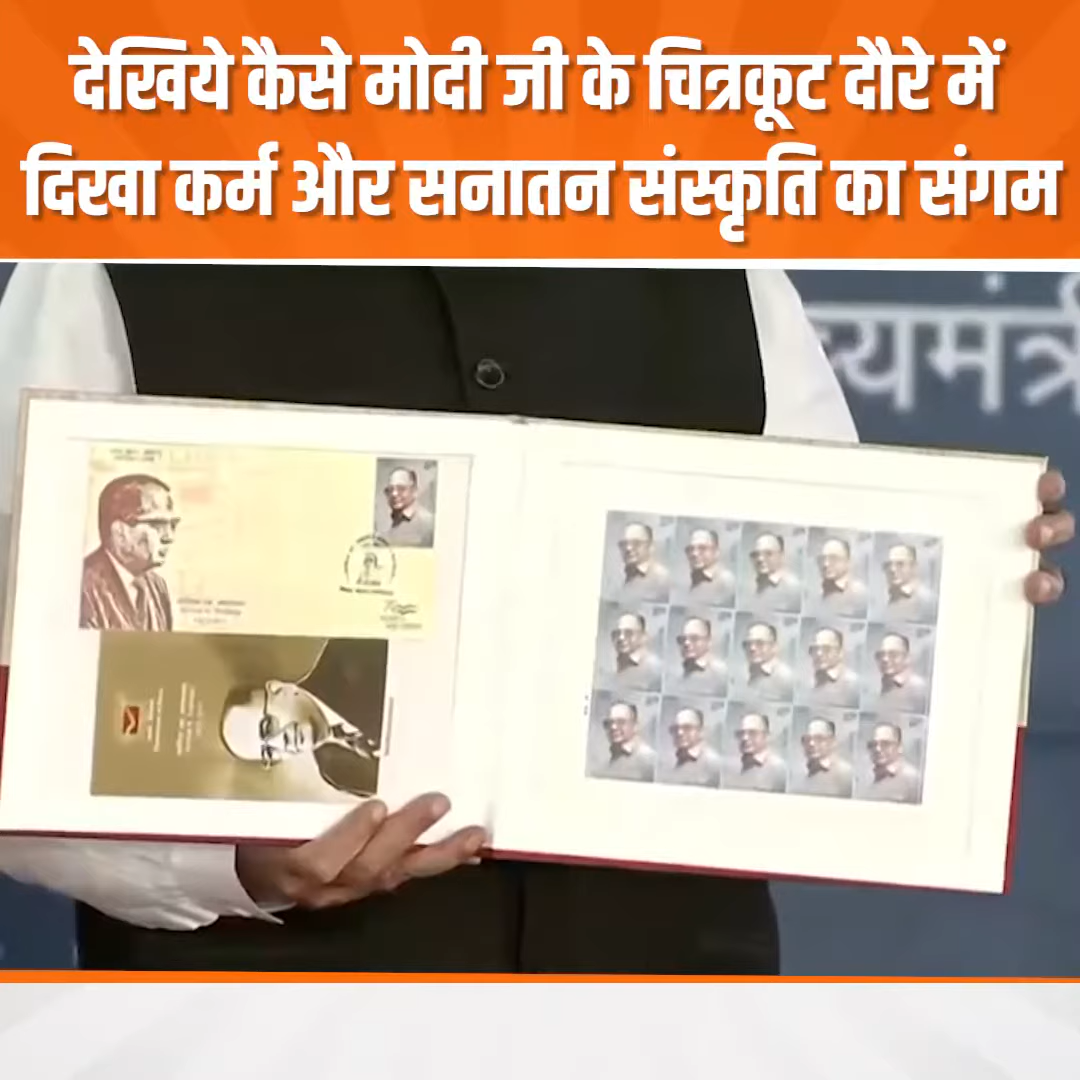 देखिये कैसे मोदी जी के चित्रकूट दौरे में
दिखा कर्म और सनातन संस्कृति का संगम